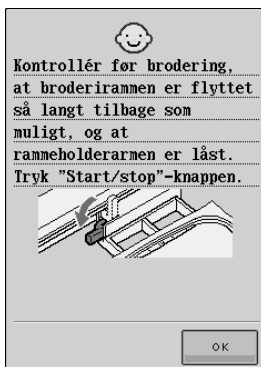 Kontrollér før brodering,
at broderirammen er flyttet
så langt tilbage som
muligt, og at
rammeholderarmen er låst.
Tryk "Start/stop"-knappen.
OK